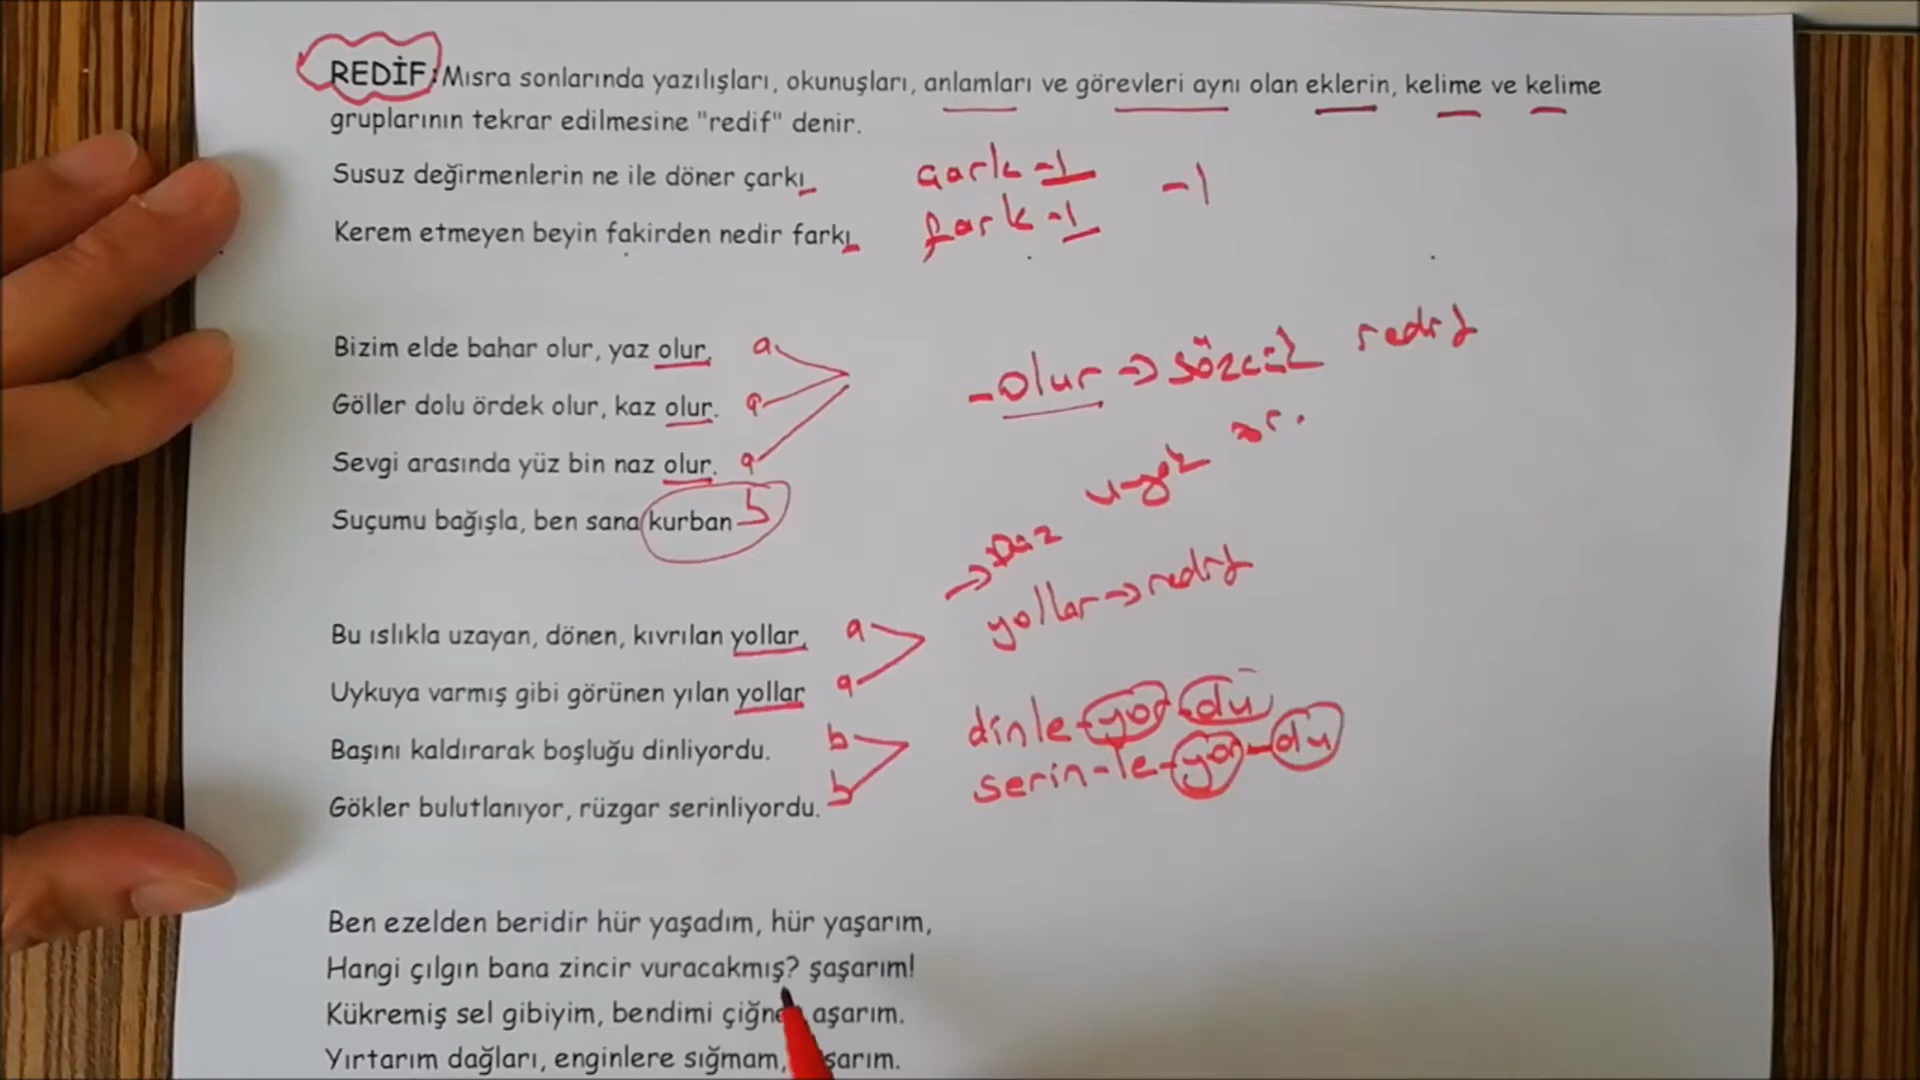 REDİF: Mısra sonlarında yazılışları, okunuşları, anlamları ve görevleri aynı olan eklerin, kelime ve kelime
gruplarının tekrar edilmesine "redif" denir.
Susuz değirmenlerin ne ile döner çarkı çark-ı -ı
Kerem etmeyen beyin fakirden nedir farkı fark-ı
Bizim elde bahar olur, yaz olur, a
Göller dolu ördek olur, kaz olur. a -olur → sözcük redif
Sevgi arasında yüz bin naz olur. a
Suçumu bağışla, ben sana kurban b
→ Düz uyak
Bu ıslıkla uzayan, dönen, kıvrılan yollar, a yollar → redif
Uykuya varmış gibi görünen yılan yollar a
Başını kaldırarak boşluğu dinliyordu. b dinle-yor-du
Gökler bulutlanıyor, rüzgar serinliyordu. b serin-le-yor-du
Ben ezelden beridir hür yaşadım, hür yaşarım,
Hangi çılgın bana zincir vuracakmış? şaşarım!
Kükremiş sel gibiyim, bendimi aşarım.
Yırtarım dağları, enginlere sığmam,